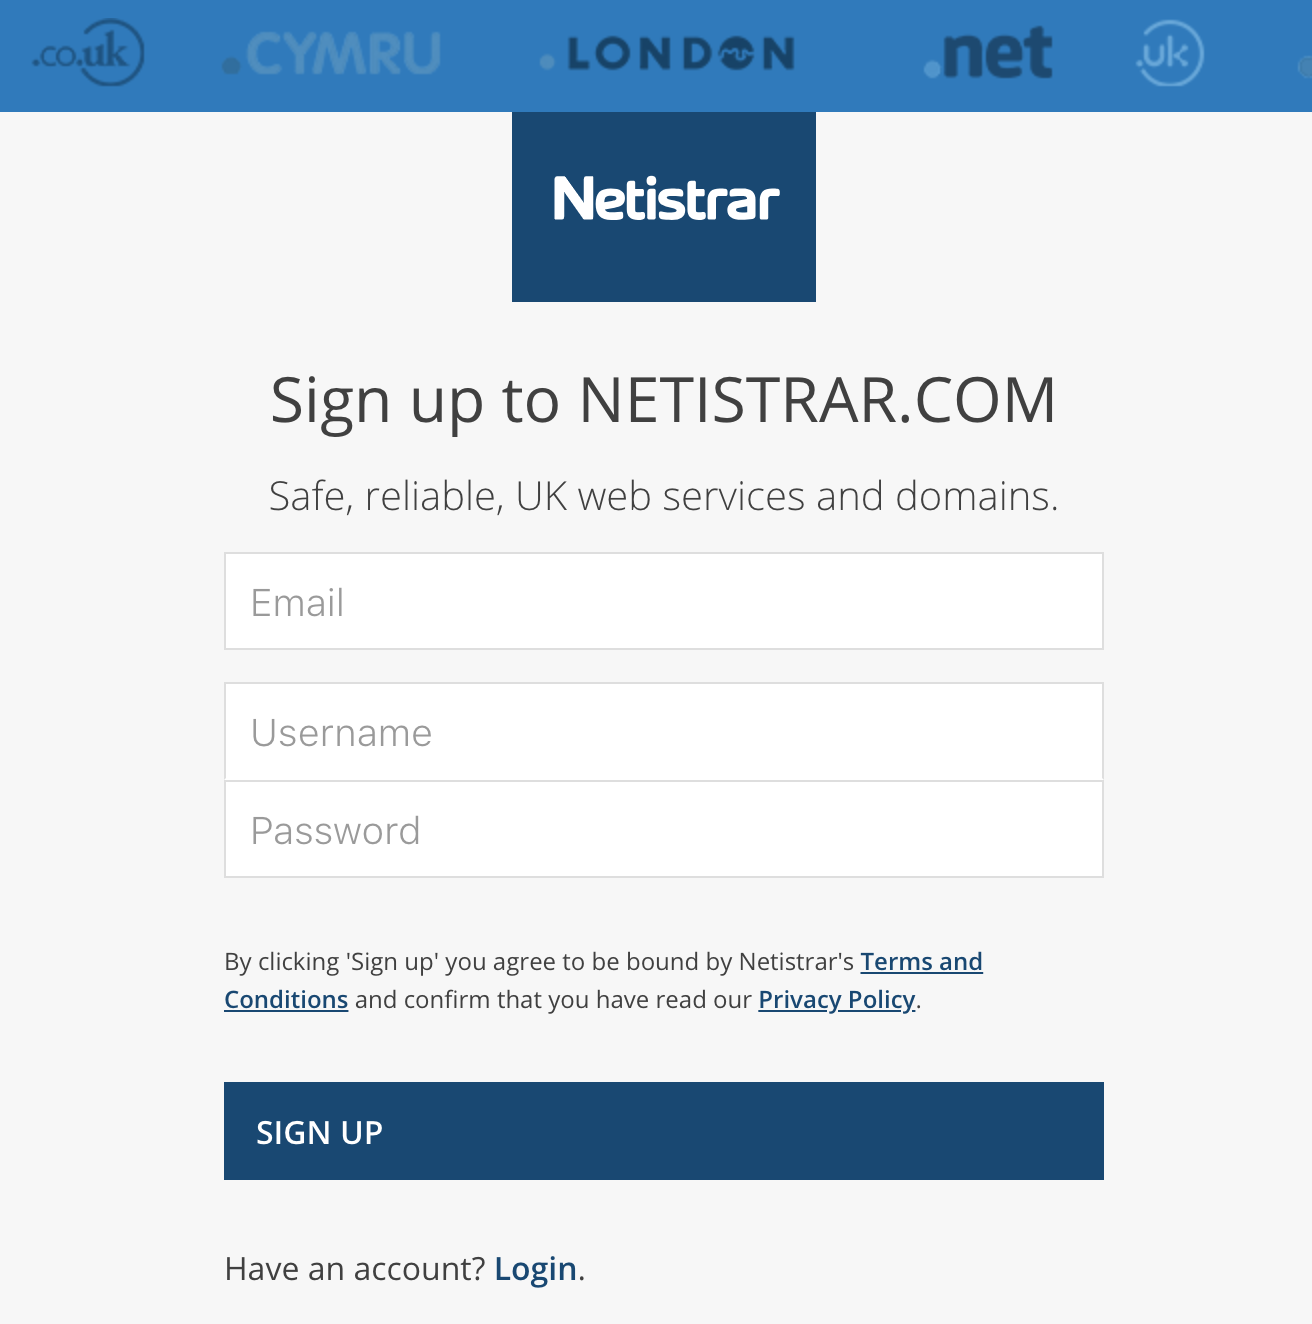 .co.uk
.CYMRU
.LONDON
.net
.uk
Netistrar
Sign up to NETISTRAR.COM
Safe, reliable, UK web services and domains.
Email
Username
Password
By clicking 'Sign up' you agree to be bound by Netistrar's Terms and
Conditions and confirm that you have read our Privacy Policy.
SIGN UP
Have an account? Login.